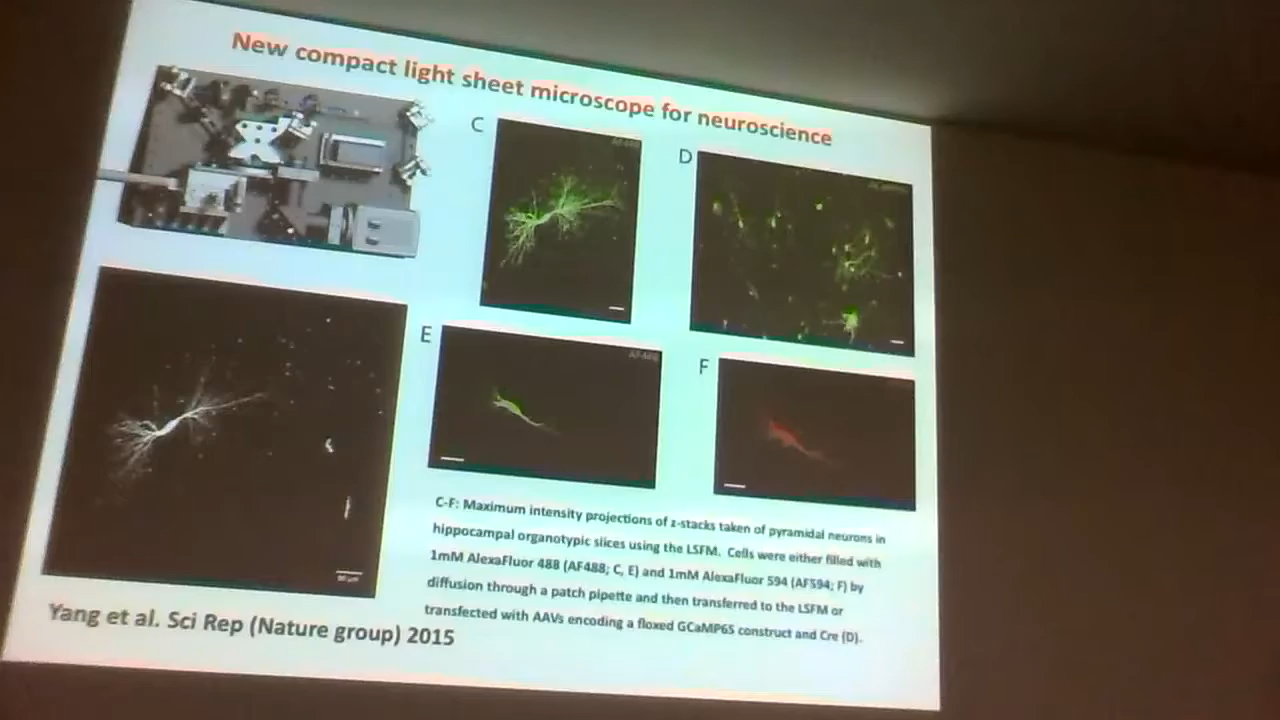 New compact light sheet microscope for neuroscience
C
AF488
D
E
AF488
F
C-F: Maximum intensity projections of z-stacks taken of pyramidal neurons in
hippocampal organotypic slices using the LSFM. Cells were either filled with
1mM AlexaFluor 488 (AF488; C, E) and 1mM AlexaFluor 594 (AF594; F) by
diffusion through a patch pipette and then transferred to the LSFM or
transfected with AAVs encoding a floxed GCaMP6S construct and Cre (D).
Yang et al. Sci Rep (Nature group) 2015